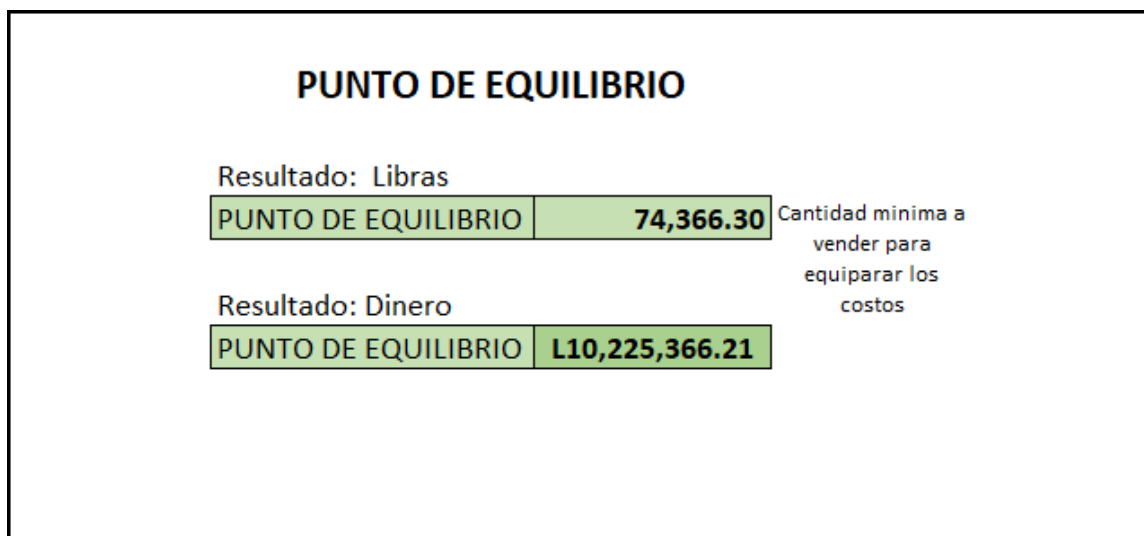 PUNTO DE EQUILIBRIO
Resultado: Libras
PUNTO DE EQUILIBRIO 74,366.30
Cantidad minima a
vender para
equiparar los
costos
Resultado: Dinero
PUNTO DE EQUILIBRIO L10,225,366.21